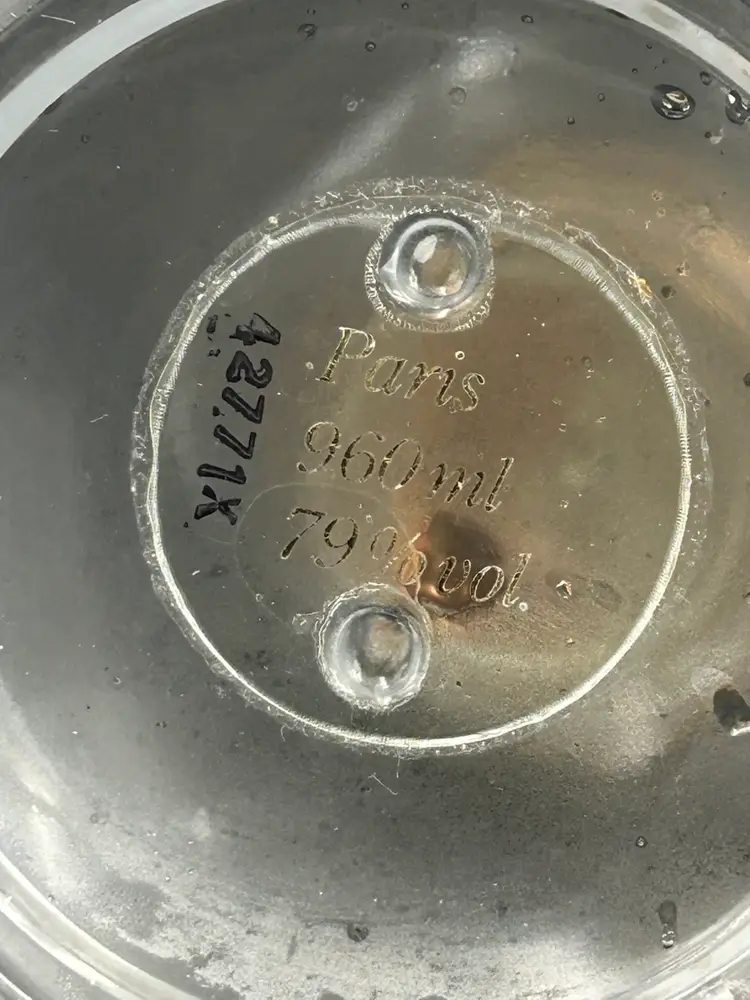 Paris
960ml
79% vol.
42771X